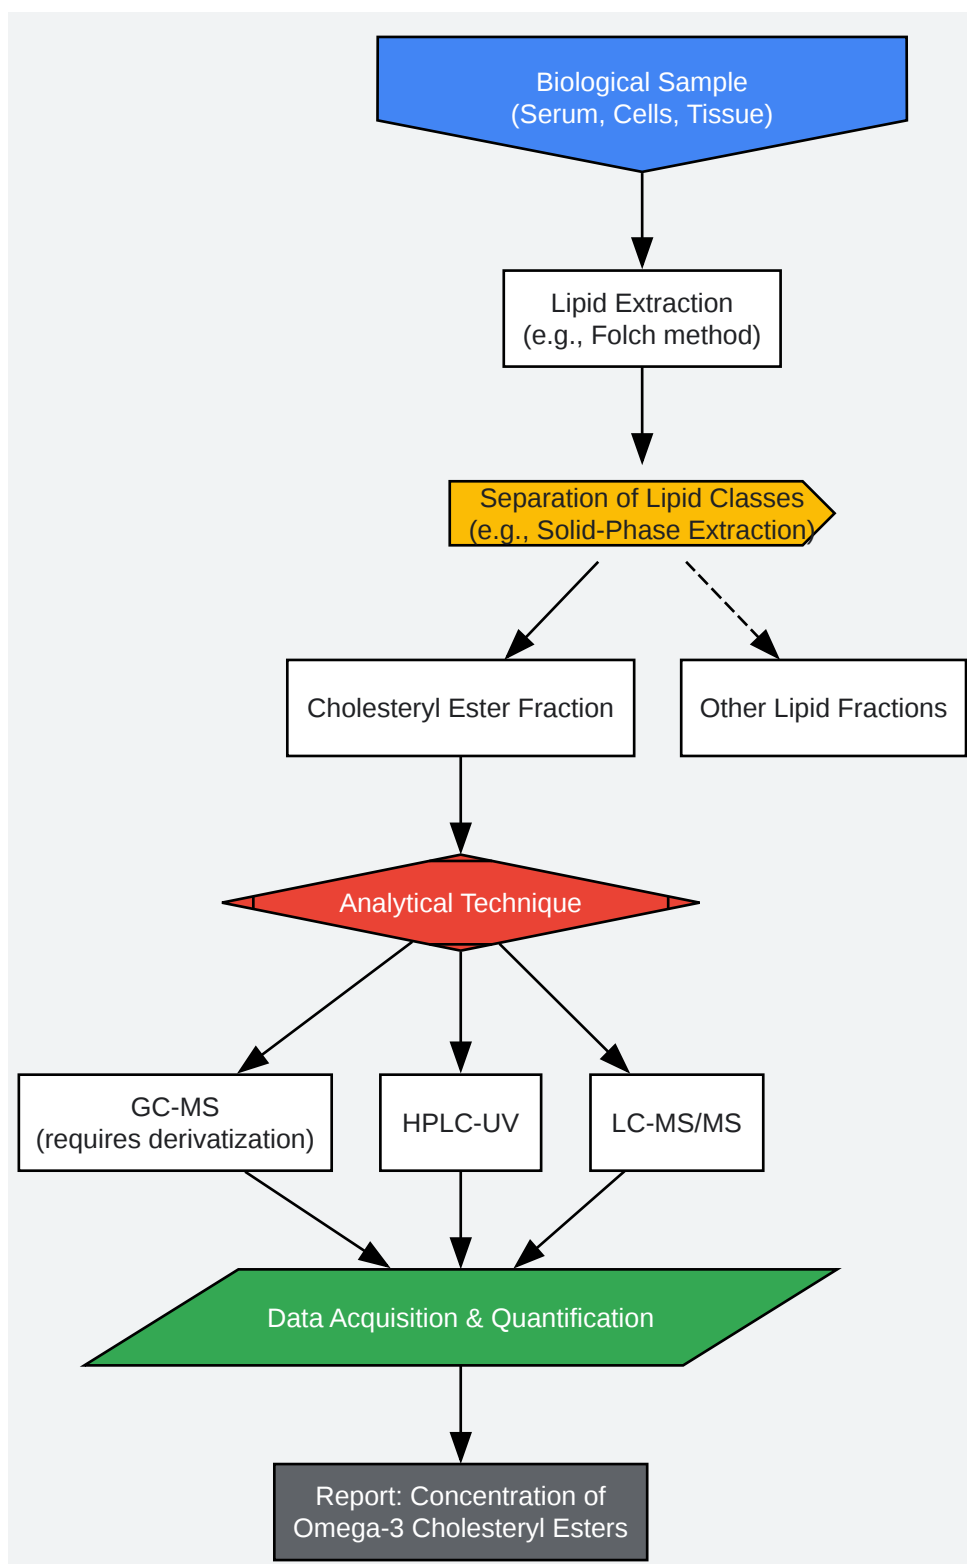 Biological Sample
(Serum, Cells, Tissue)
Lipid Extraction
(e.g., Folch method)
Separation of Lipid Classes
(e.g., Solid-Phase Extraction)
Cholesteryl Ester Fraction
Other Lipid Fractions
Analytical Technique
GC-MS
(requires derivatization)
HPLC-UV
LC-MS/MS
Data Acquisition & Quantification
Report: Concentration of
Omega-3 Cholesteryl Esters